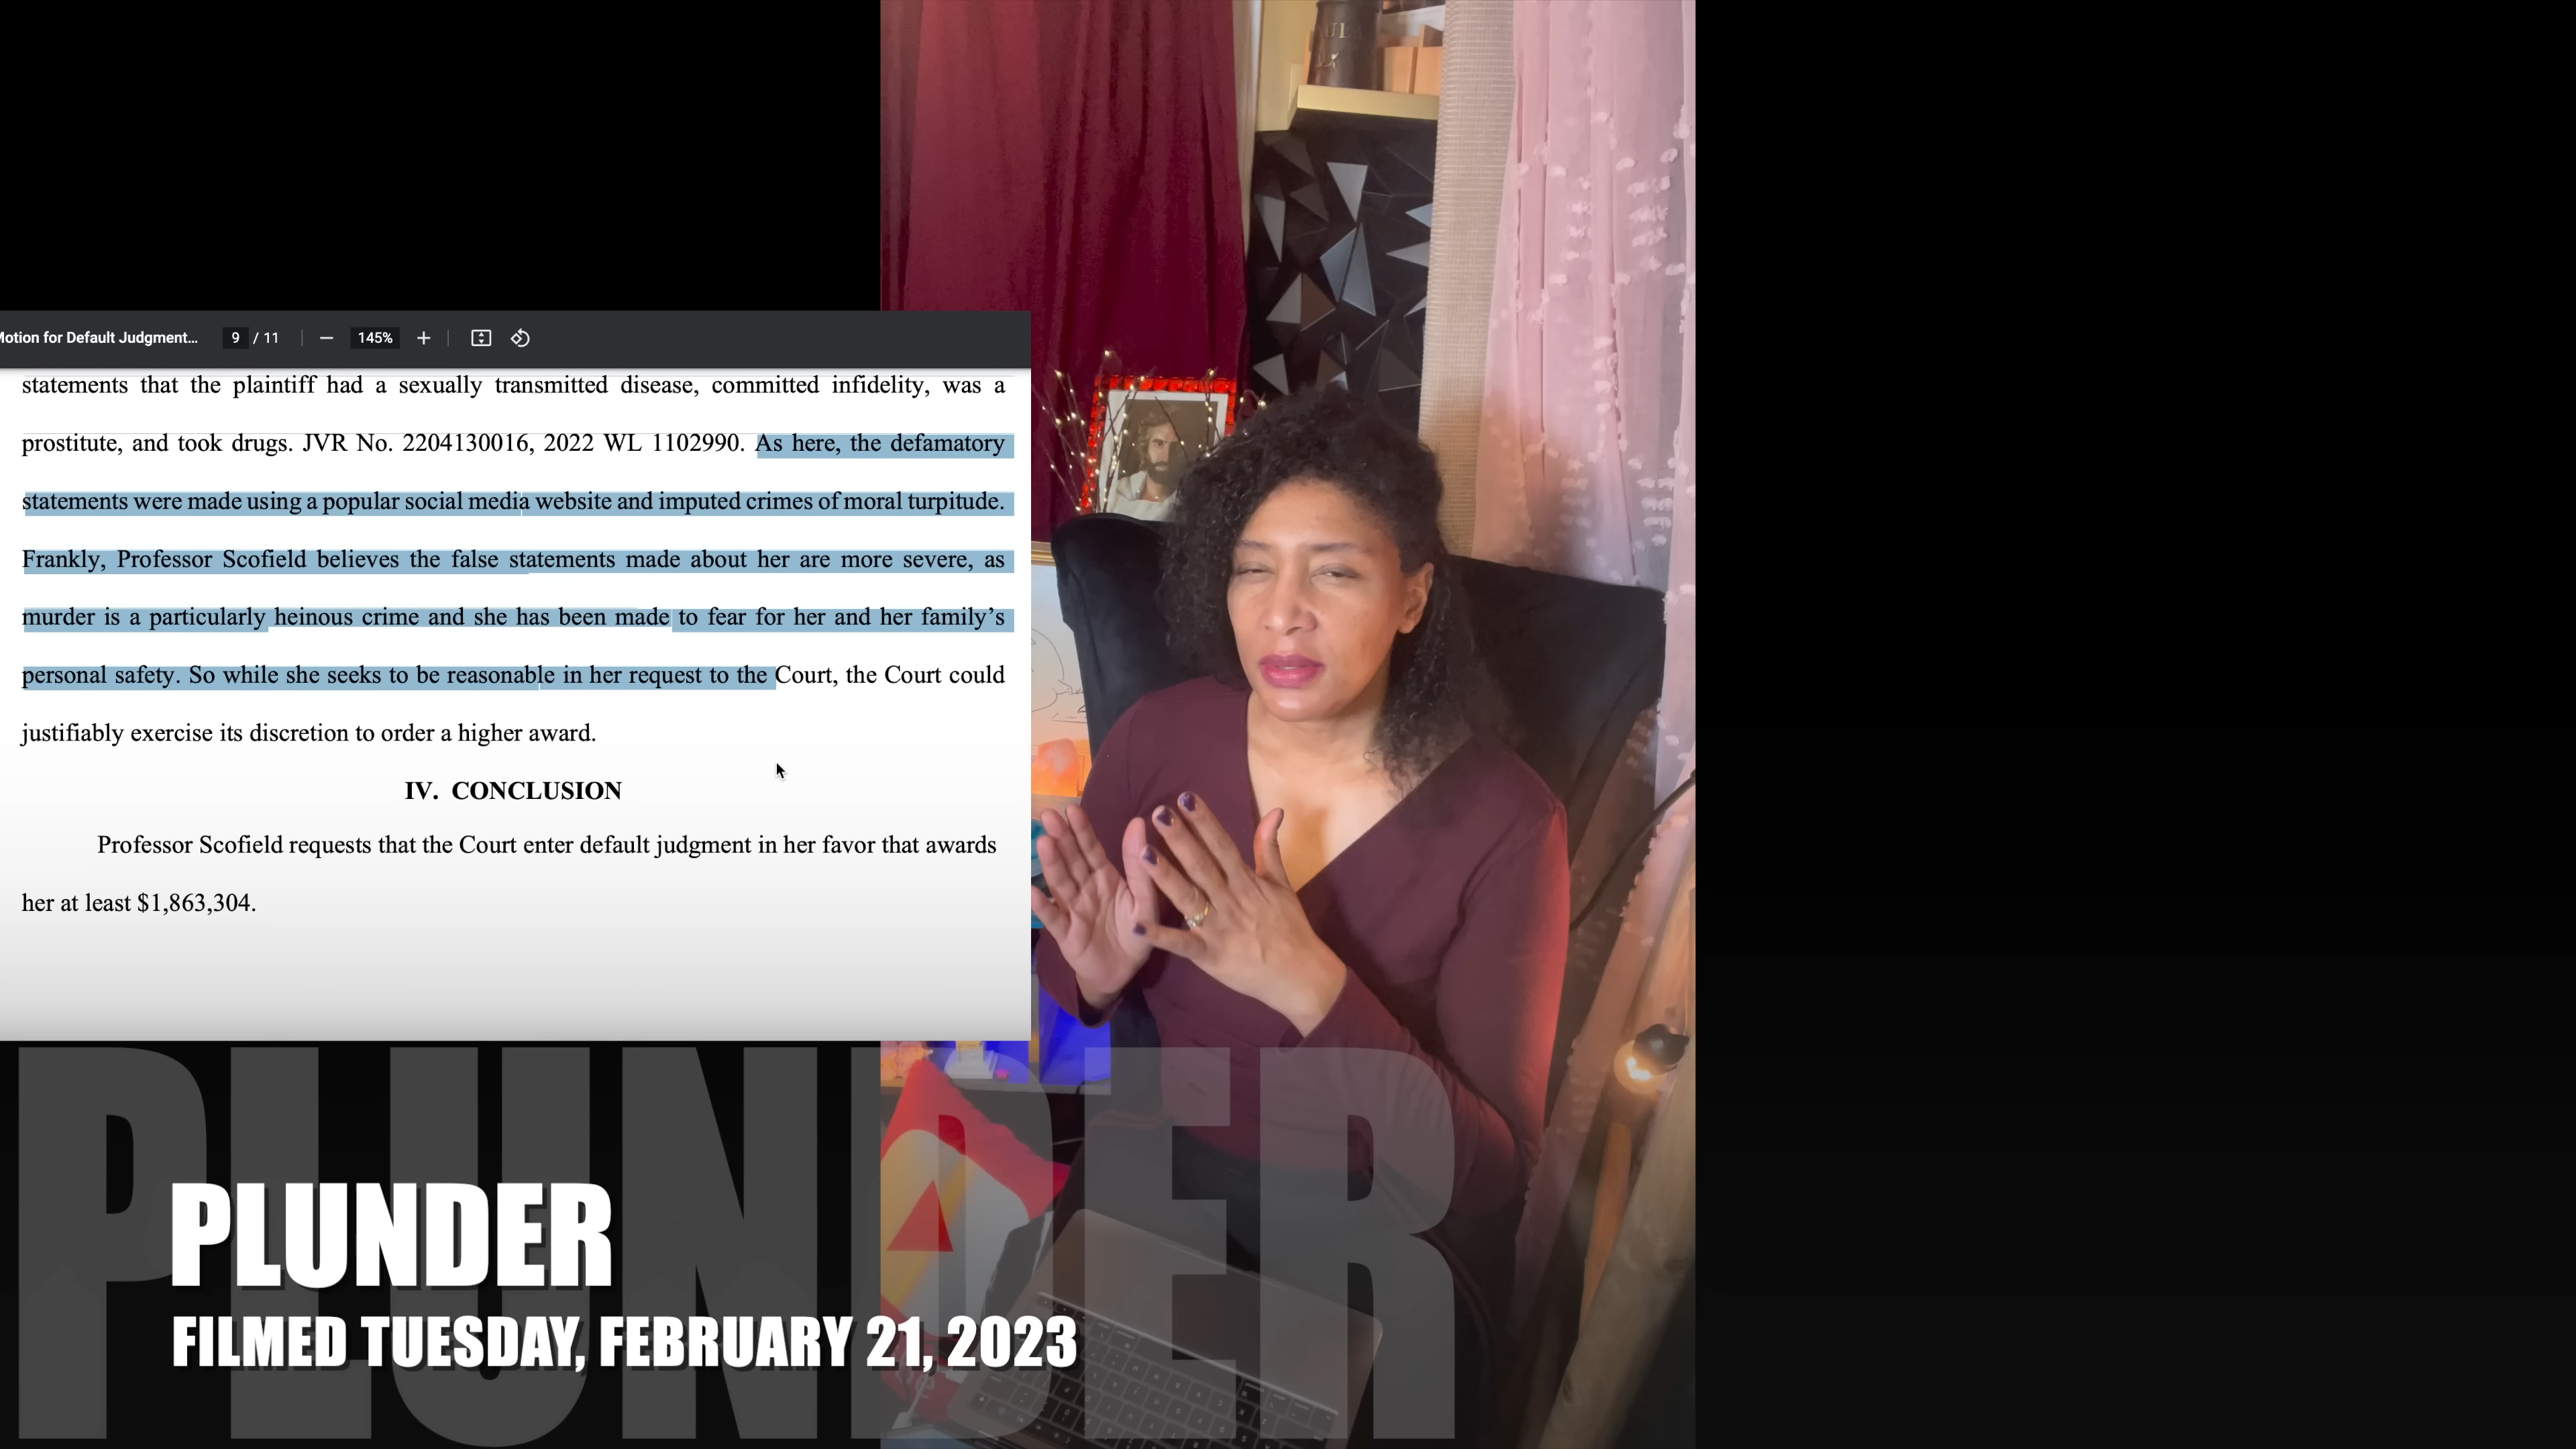 Motion for Default Judgment... 9 / 11 145%
statements that the plaintiff had a sexually transmitted disease, committed infidelity, was a
prostitute, and took drugs. JVR No. 2204130016, 2022 WL 1102990. As here, the defamatory
statements were made using a popular social media website and imputed crimes of moral turpitude.
Frankly, Professor Scofield believes the false statements made about her are more severe, as
murder is a particularly heinous crime and she has been made to fear for her and her family’s
personal safety. So while she seeks to be reasonable in her request to the Court, the Court could
justifiably exercise its discretion to order a higher award.
IV. CONCLUSION
Professor Scofield requests that the Court enter default judgment in her favor that awards
her at least $1,863,304.
PLUNDER
PLUNDER
FILMED TUESDAY, FEBRUARY 21, 2023